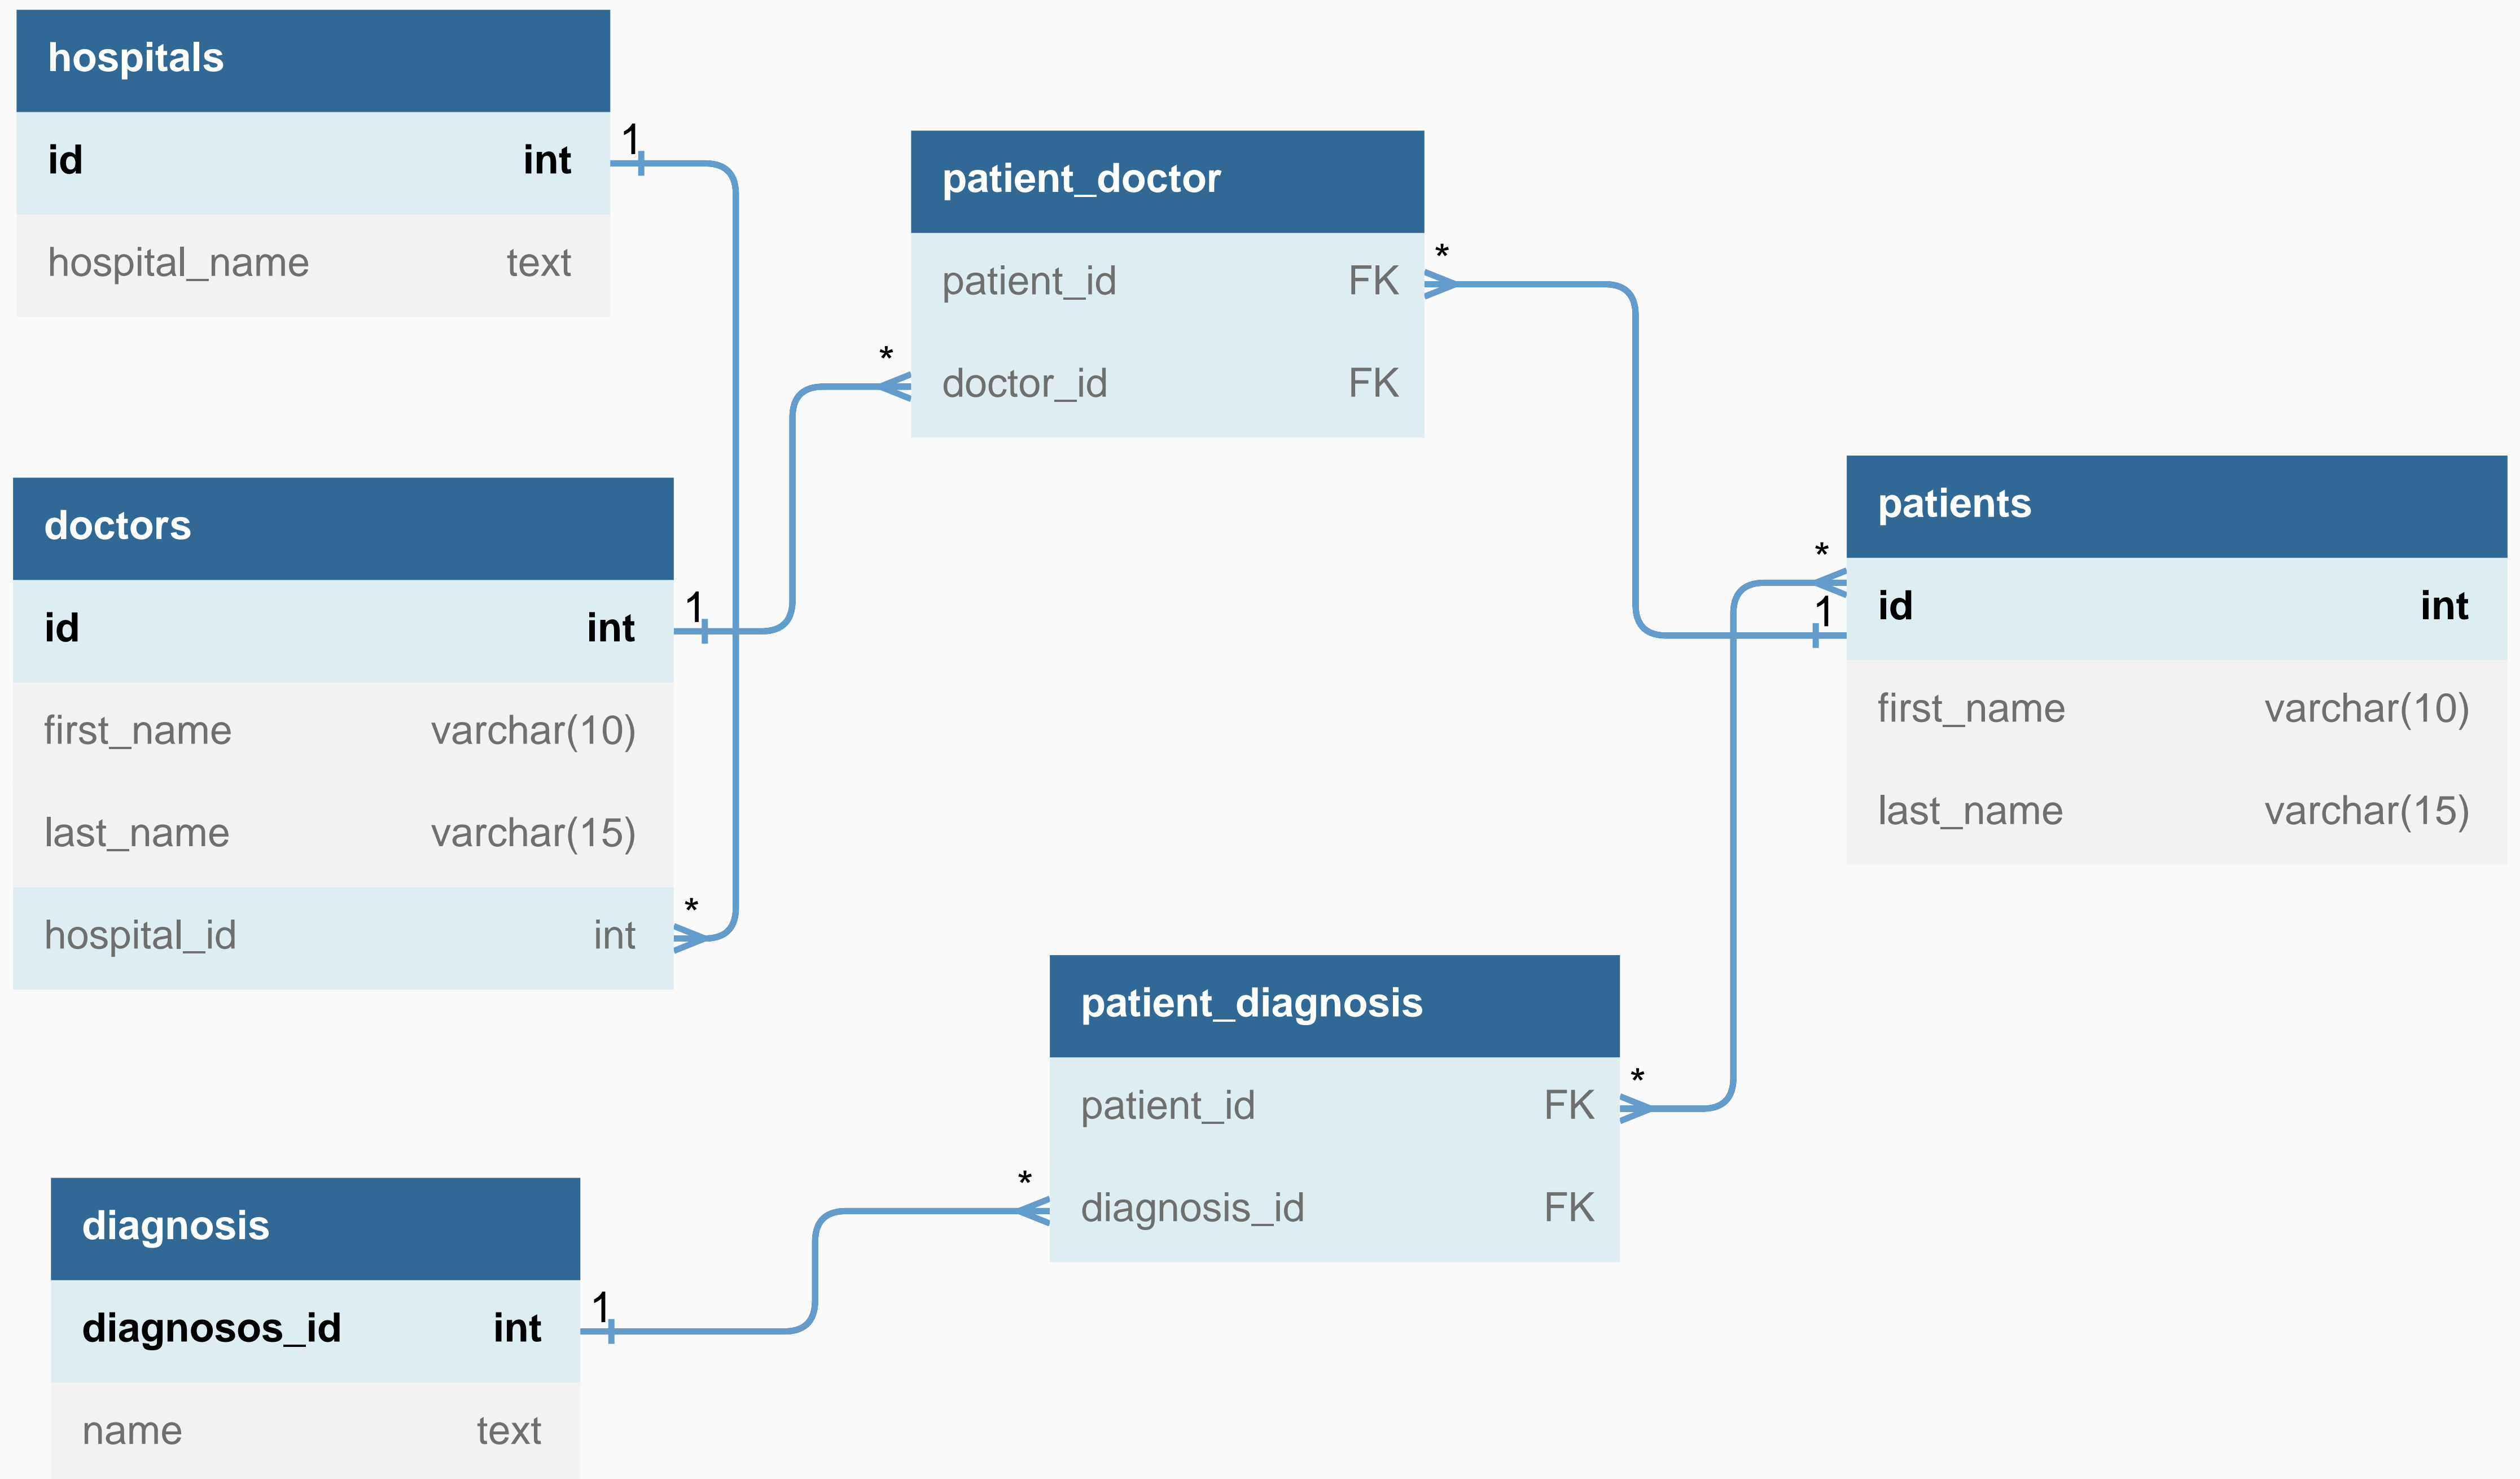 hospitals
id int
hospital_name text
1
patient_doctor
patient_id FK
doctor_id FK
*
*
doctors
id int
first_name varchar(10)
last_name varchar(15)
hospital_id int
1
*
patients
id int
first_name varchar(10)
last_name varchar(15)
*
1
patient_diagnosis
patient_id FK
diagnosis_id FK
*
*
diagnosis
diagnosos_id int
name text
1